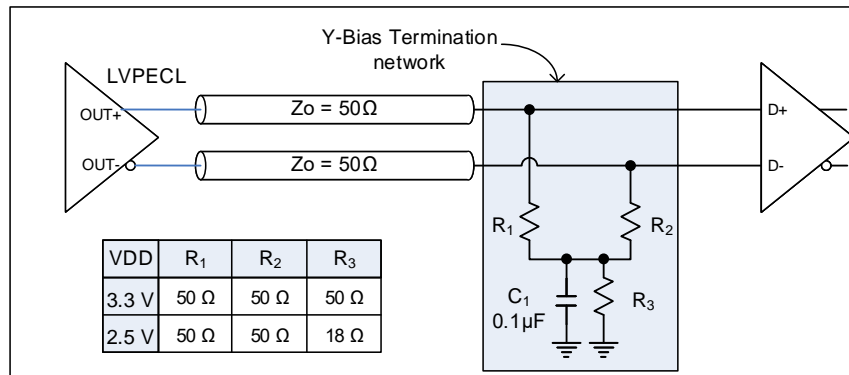 Y-Bias Termination
network
LVPECL
OUT+
Zo = 50Ω
D+
OUT-
Zo = 50Ω
D-
R1
R2
VDD R1 R2 R3
3.3 V 50 Ω 50 Ω 50 Ω
2.5 V 50 Ω 50 Ω 18 Ω
C1
0.1µF
R3